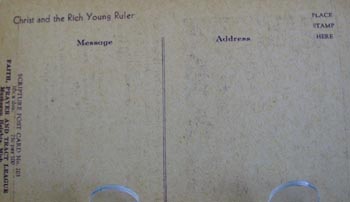 Christ and the Rich Young Ruler
PLACE
STAMP
HERE
Message
Address
SCRIPTURE POST CARD No.
FAITH, PRAYER AND TRACT LEAGUE